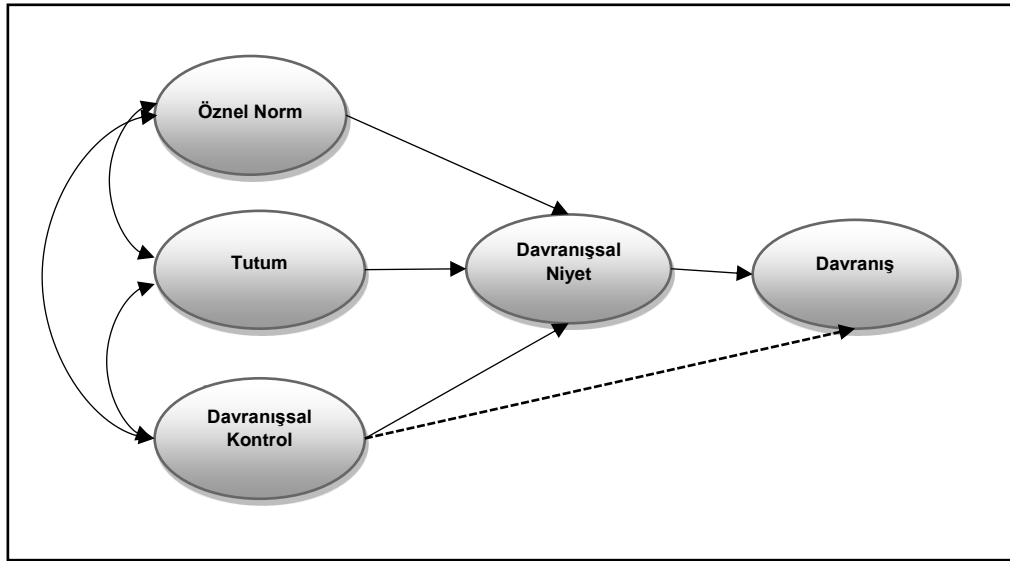 Öznel Norm
Tutum
Davranışsal
Kontrol
Davranışsal
Niyet
Davranış